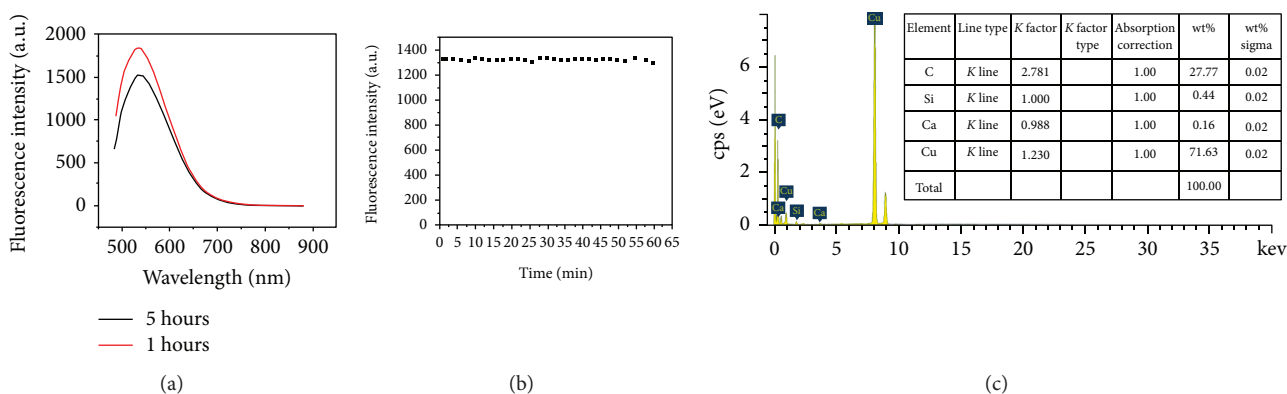 Fluorescence intensity (a.u.)
2000
1500
1000
500
0
500
600
700
800
900
Wavelength (nm)
5 hours
1 hours
(a)
Fluorescence intensity (a.u.)
1400
1200
1000
800
600
400
200
0
0 5 10 15 20 25 30 35 40 45 50 55 60 65
Time (min)
(b)
cps (eV)
6
4
2
0
Cu
C
Cu
Ca
Si
Ca
0 5 10 15 20 25 30 35 kev
Element Line type K factor K factor type Absorption correction wt% wt% sigma
C K line 2.781 1.00 27.77 0.02
Si K line 1.000 1.00 0.44 0.02
Ca K line 0.988 1.00 0.16 0.02
Cu K line 1.230 1.00 71.63 0.02
Total 100.00
(c)